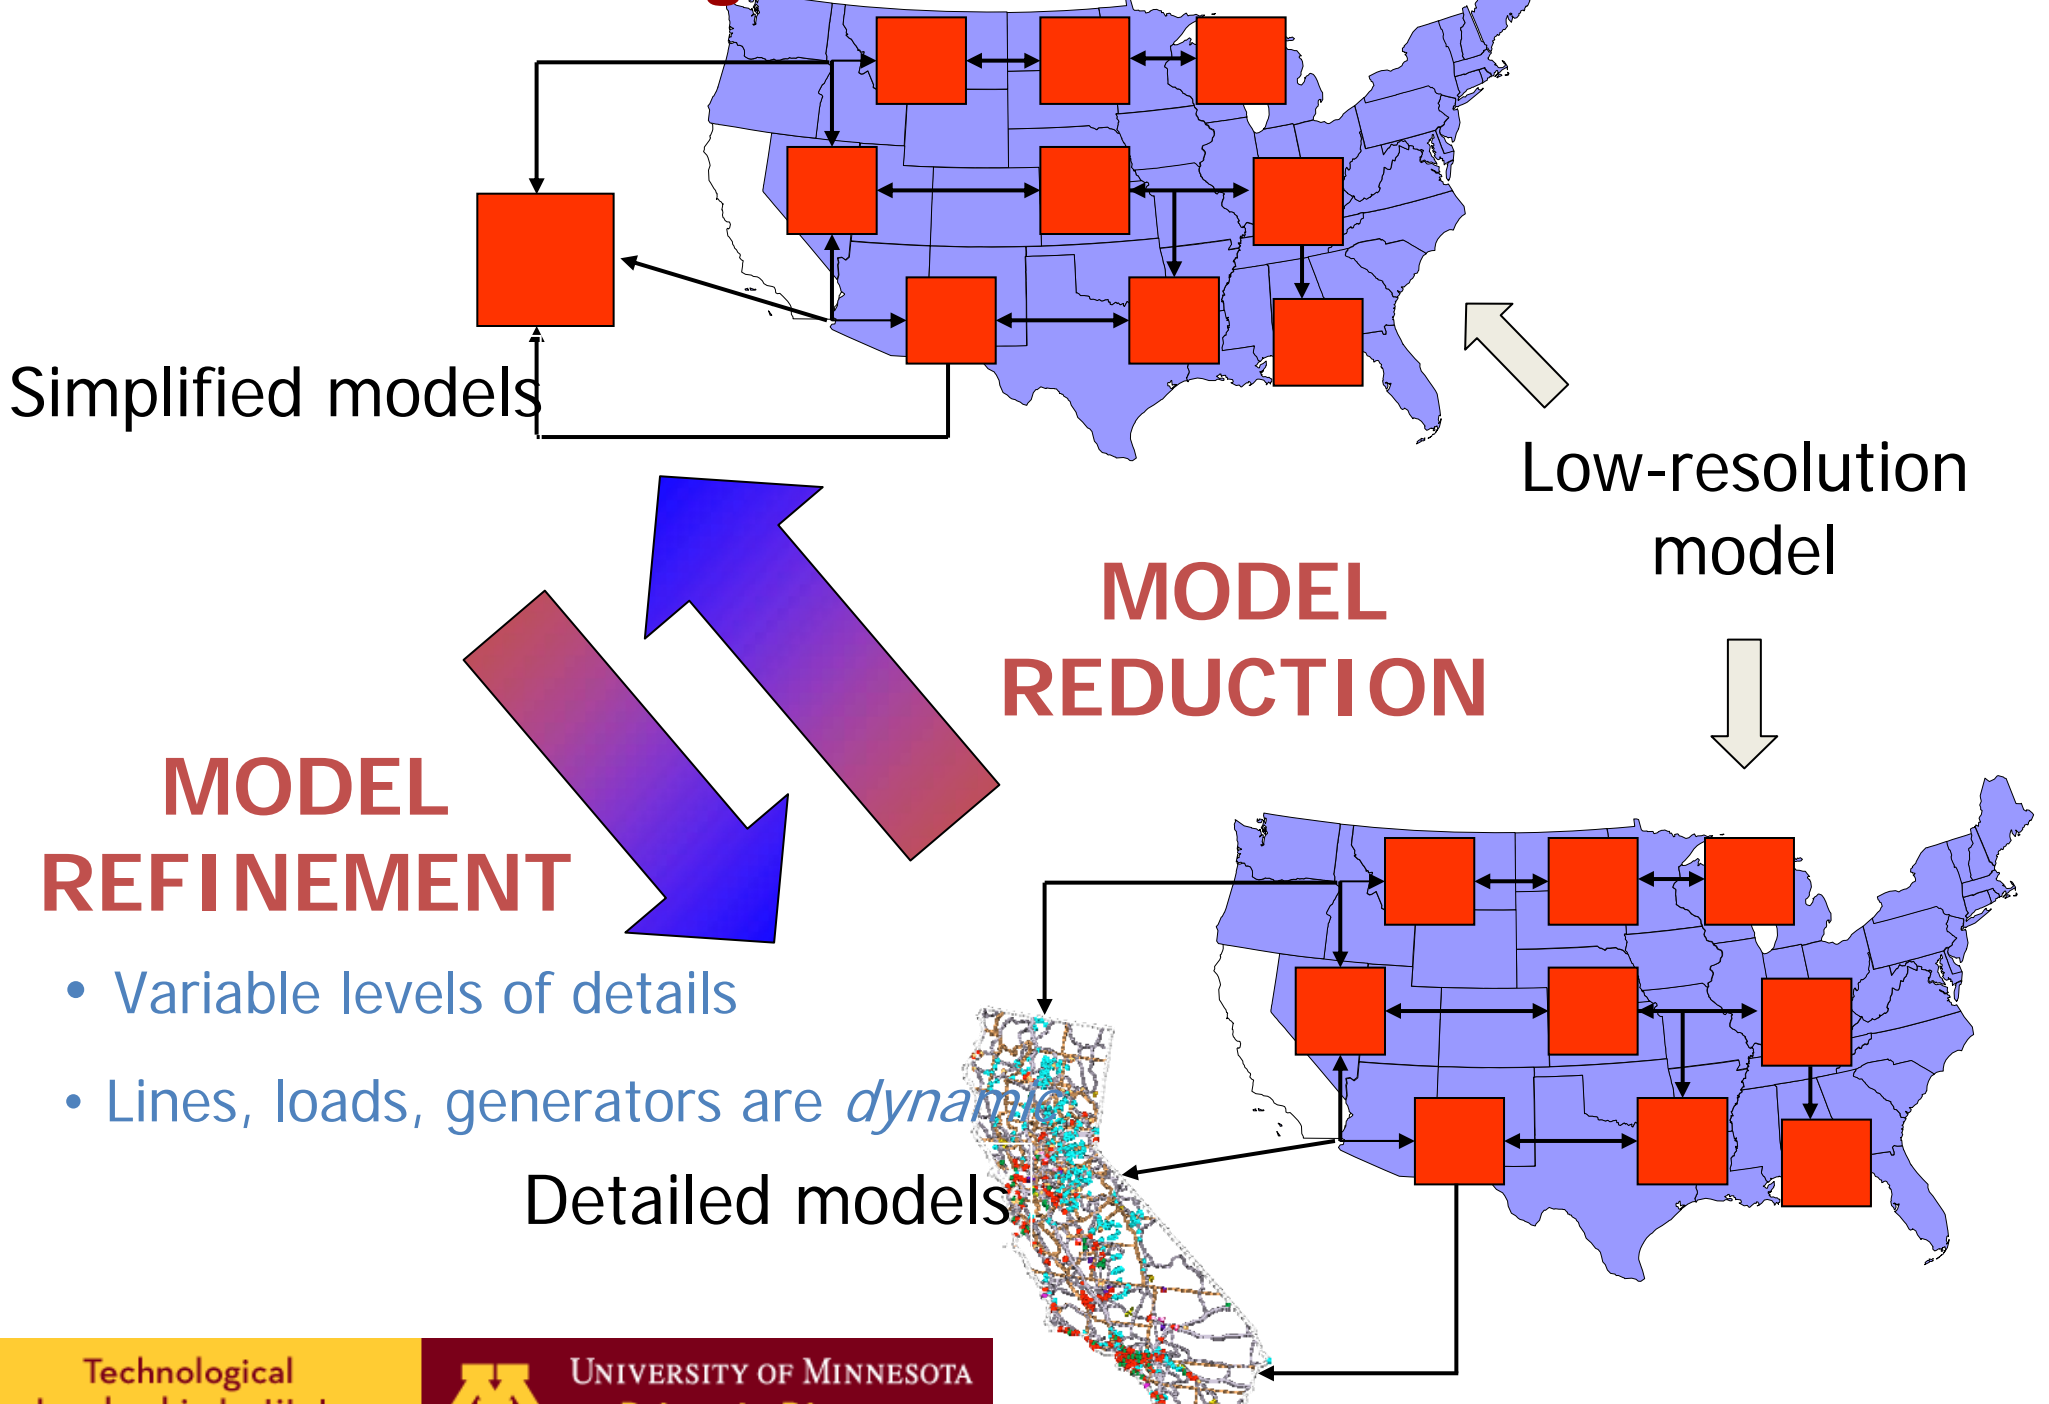 Simplified models
Low-resolution
model
MODEL
REDUCTION
MODEL
REFINEMENT
• Variable levels of details
• Lines, loads, generators are dynamic
Detailed models
Technological
UNIVERSITY OF MINNESOTA